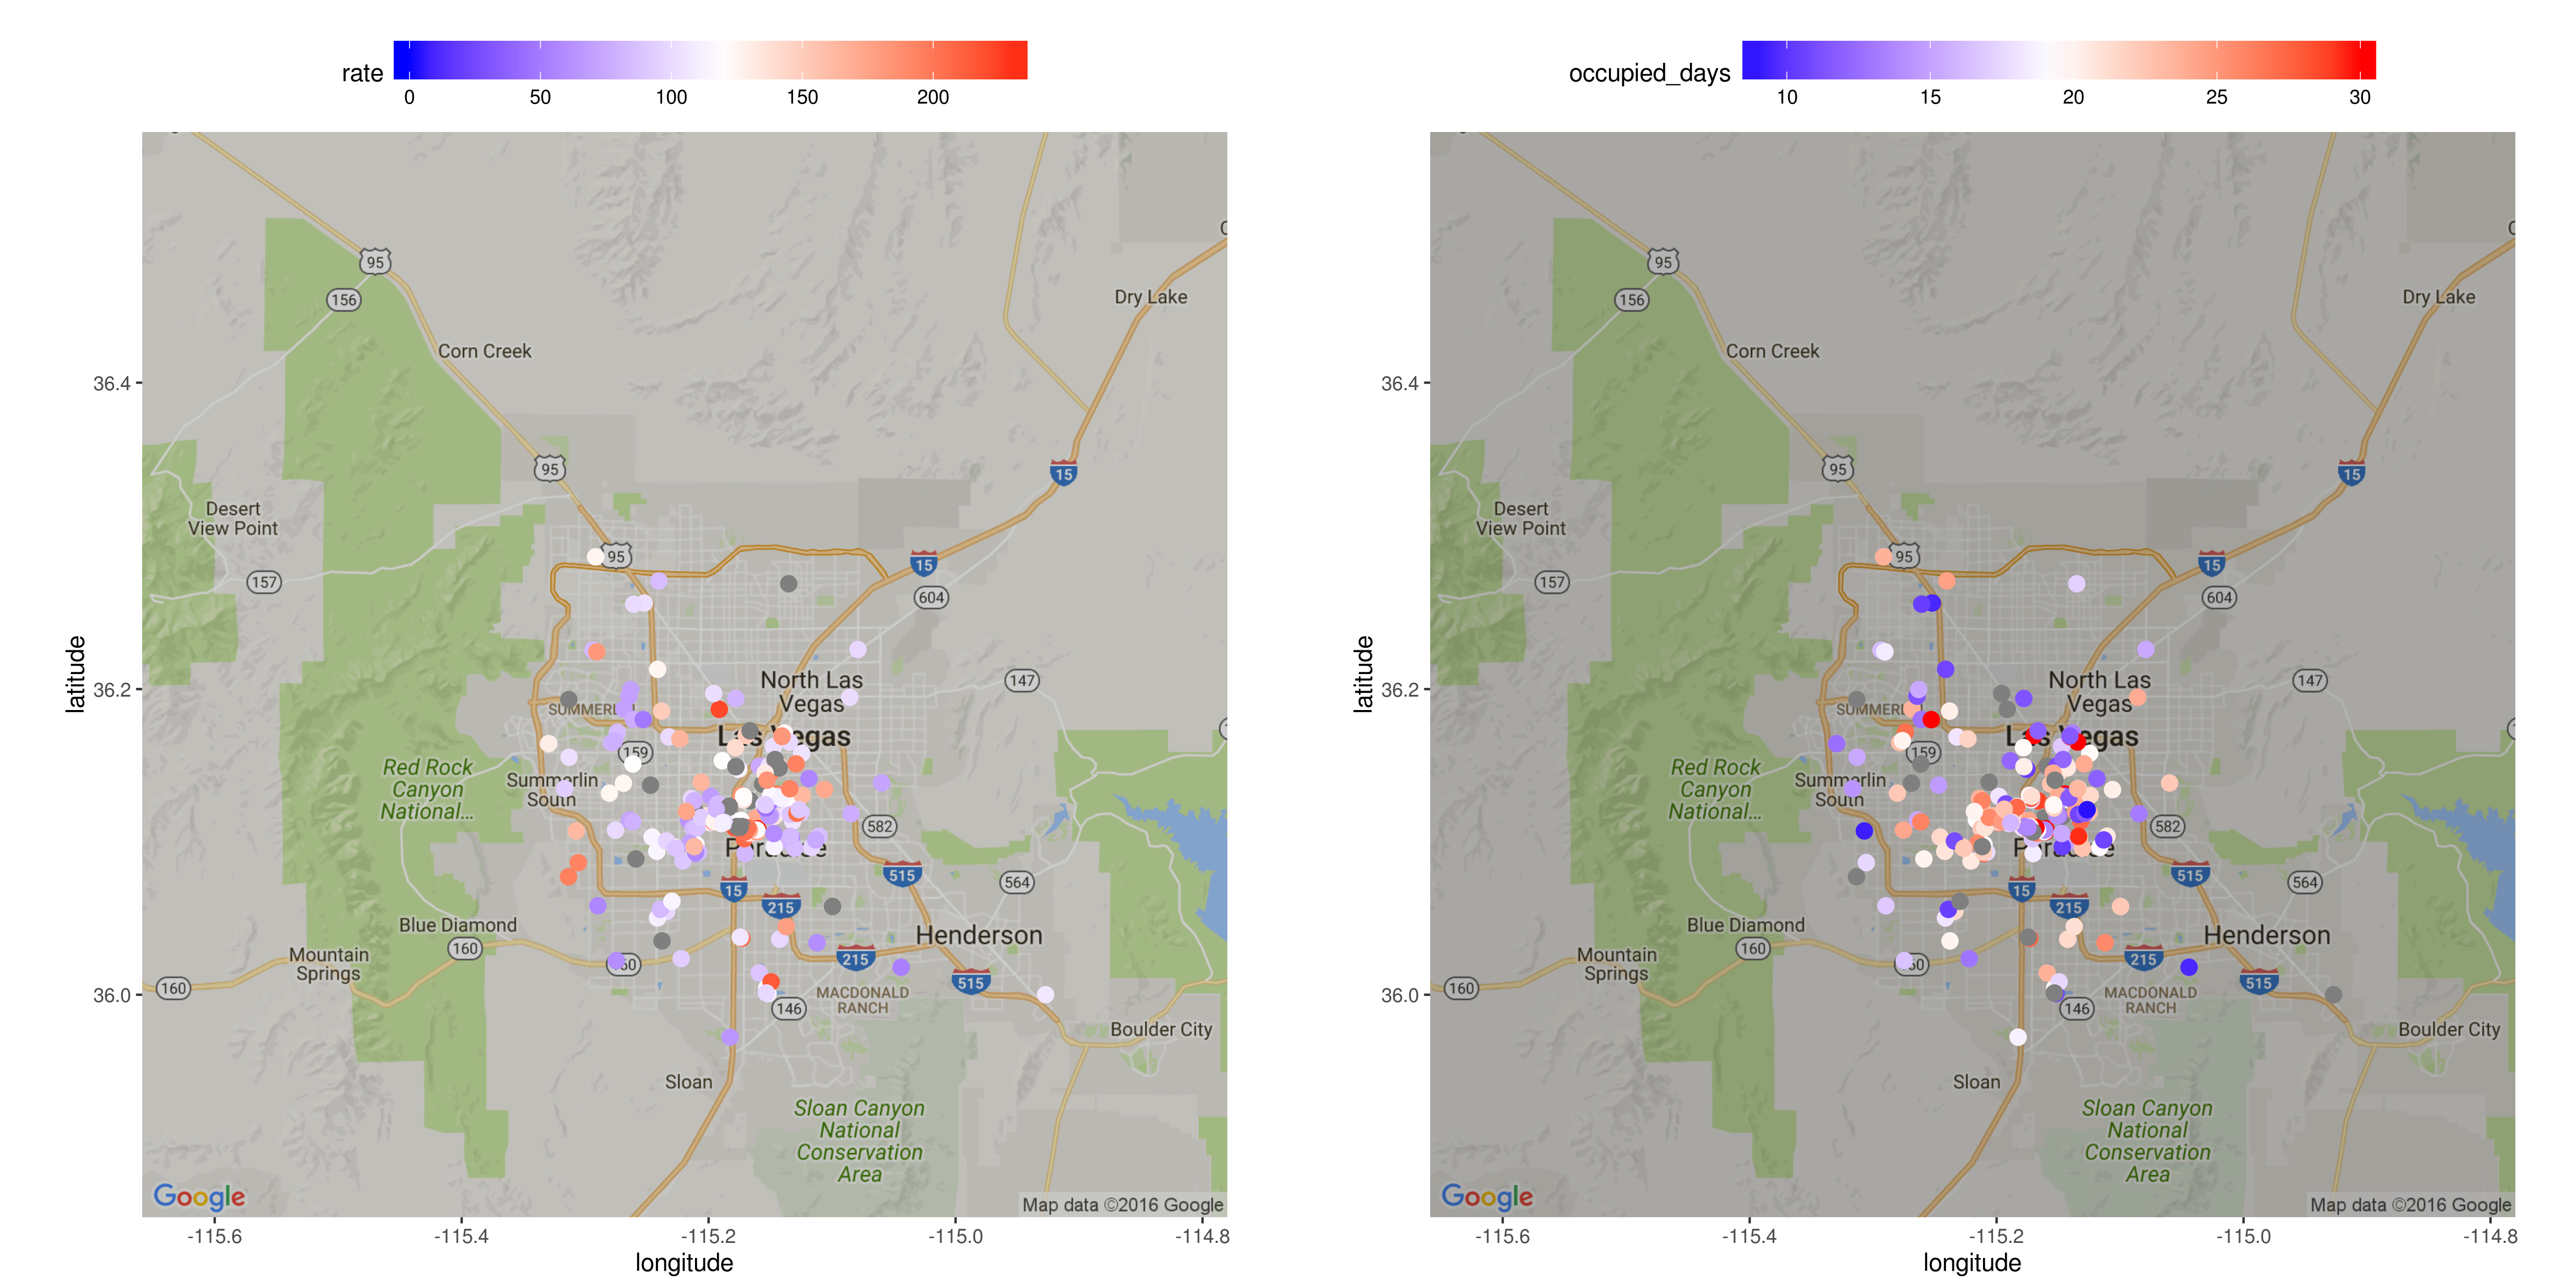 rate
0 50 100 150 200
95
156
Dry Lake
Corn Creek
36.4
95
15
Desert
View Point
95
15
157
604
latitude
36.2
North Las
Vegas
147
SUMMERLI
Las Vegas
159
Red Rock
Canyon
National...
Summerlin
South
582
Paradise
515
564
15
215
Blue Diamond
160
Henderson
Mountain
Springs
160
215
515
160
36.0
MACDONALD
RANCH
146
Boulder City
Sloan
Sloan Canyon
National
Conservation
Area
Google
Map data ©2016 Google
-115.6 -115.4 -115.2 -115.0 -114.8
longitude
occupied_days
10 15 20 25 30
95
156
Dry Lake
Corn Creek
36.4
95
15
Desert
View Point
95
15
157
604
latitude
36.2
North Las
Vegas
147
SUMMERL
Las Vegas
159
Red Rock
Canyon
National...
Summerlin
South
582
Paradise
515
564
15
215
Blue Diamond
160
Henderson
Mountain
Springs
160
215
515
160
36.0
MACDONALD
RANCH
146
Boulder City
Sloan
Sloan Canyon
National
Conservation
Area
Google
Map data ©2016 Google
-115.6 -115.4 -115.2 -115.0 -114.8
longitude